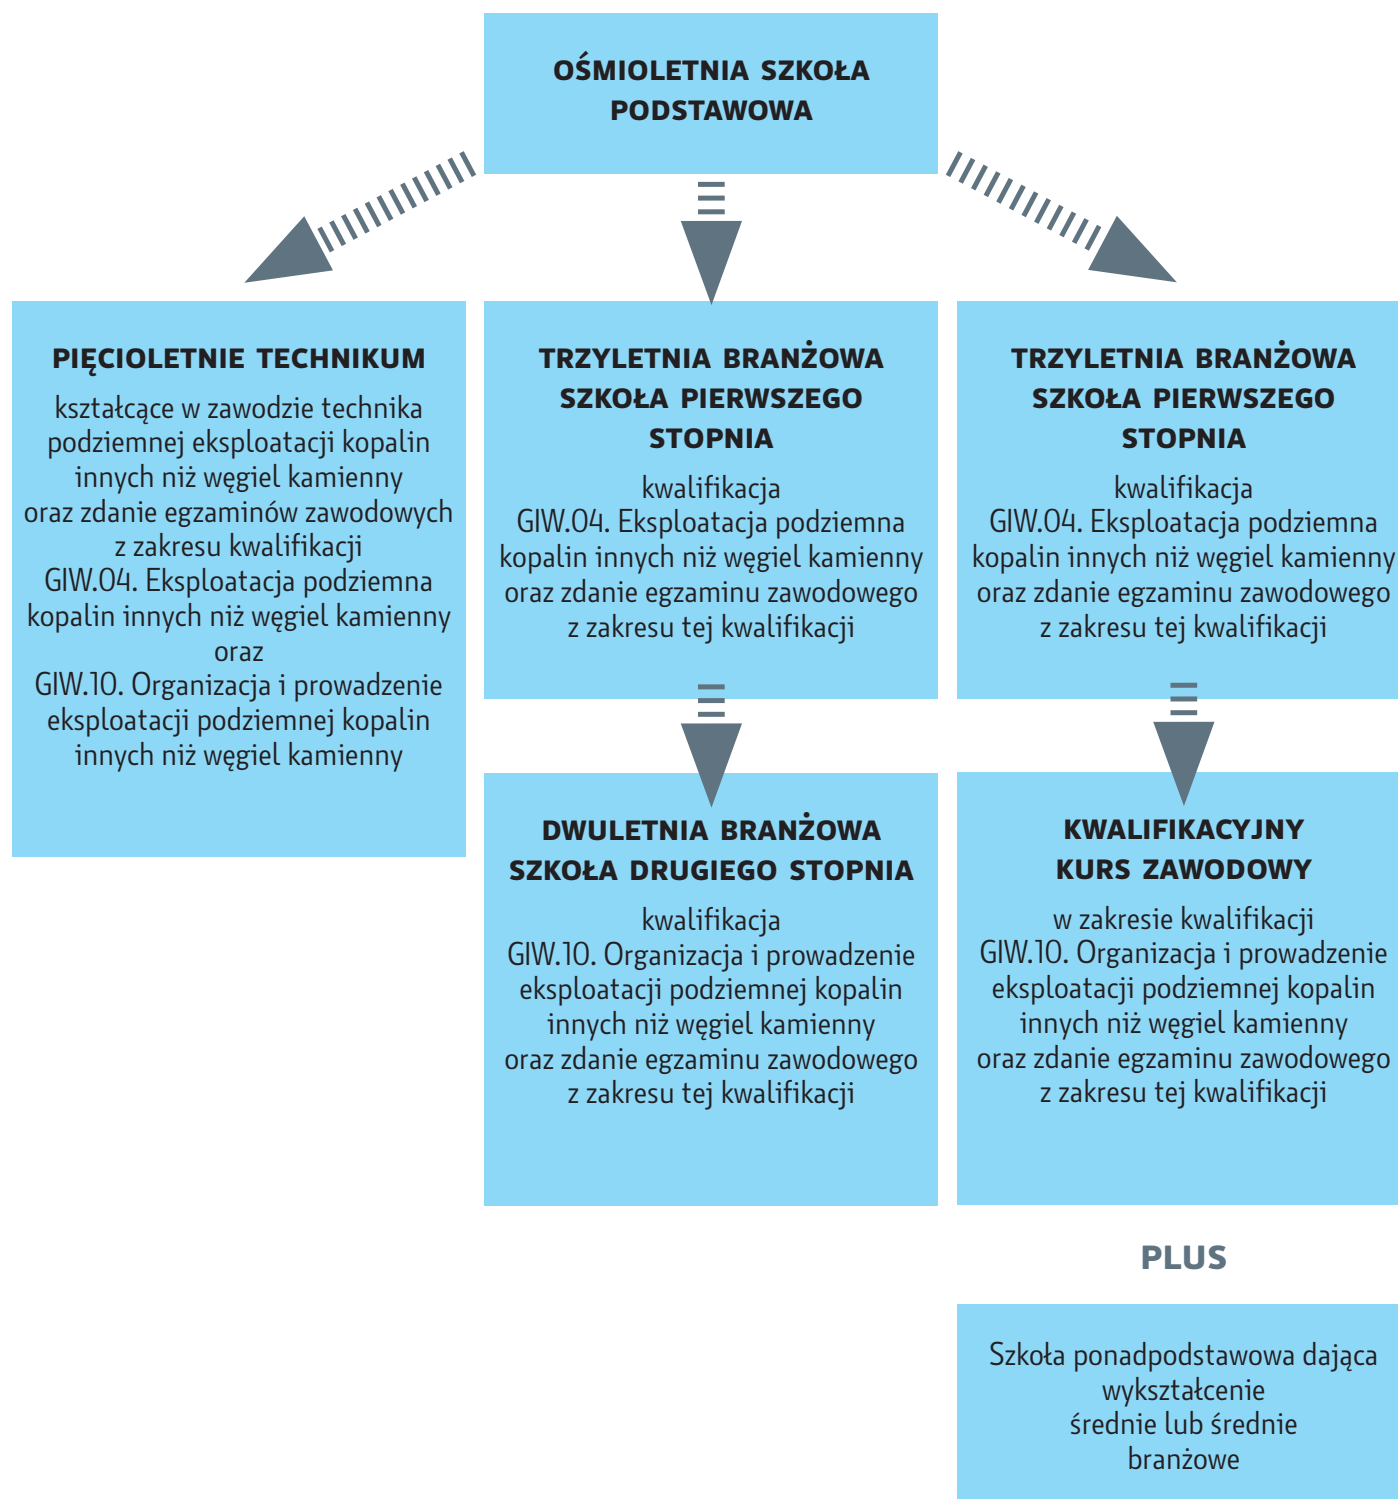 OŚMIOLETNIA SZKOŁA
PODSTAWOWA
PIĘCIOLETNIE TECHNIKUM
kształcące w zawodzie technika
podziemnej eksploatacji kopalin
innych niż węgiel kamienny
oraz zdanie egzaminów zawodowych
z zakresu kwalifikacji
GIW.04. Eksploatacja podziemna
kopalin innych niż węgiel kamienny
oraz
GIW.10. Organizacja i prowadzenie
eksploatacji podziemnej kopalin
innych niż węgiel kamienny
TRZYLETNIA BRANŻOWA
SZKOŁA PIERWSZEGO
STOPNIA
kwalifikacja
GIW.04. Eksploatacja podziemna
kopalin innych niż węgiel kamienny
oraz zdanie egzaminu zawodowego
z zakresu tej kwalifikacji
DWULETNIA BRANŻOWA
SZKOŁA DRUGIEGO STOPNIA
kwalifikacja
GIW.10. Organizacja i prowadzenie
eksploatacji podziemnej kopalin
innych niż węgiel kamienny
oraz zdanie egzaminu zawodowego
z zakresu tej kwalifikacji
TRZYLETNIA BRANŻOWA
SZKOŁA PIERWSZEGO
STOPNIA
kwalifikacja
GIW.04. Eksploatacja podziemna
kopalin innych niż węgiel kamienny
oraz zdanie egzaminu zawodowego
z zakresu tej kwalifikacji
KWALIFIKACYJNY
KURS ZAWODOWY
w zakresie kwalifikacji
GIW.10. Organizacja i prowadzenie
eksploatacji podziemnej kopalin
innych niż węgiel kamienny
oraz zdanie egzaminu zawodowego
z zakresu tej kwalifikacji
PLUS
Szkoła ponadpodstawowa dająca
wykształcenie
średnie lub średnie
branżowe